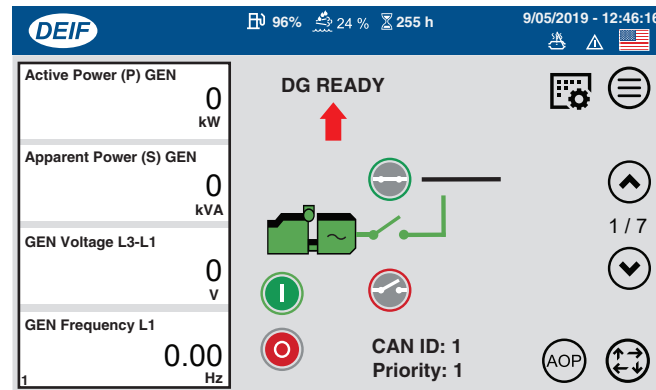 DEIF
96% 24 % 255 h
9/05/2019 - 12:46:16
Active Power (P) GEN
0
kW
Apparent Power (S) GEN
0
kVA
GEN Voltage L3-L1
0
V
GEN Frequency L1
0.00
1 Hz
DG READY
1 / 7
CAN ID: 1
Priority: 1
AOP